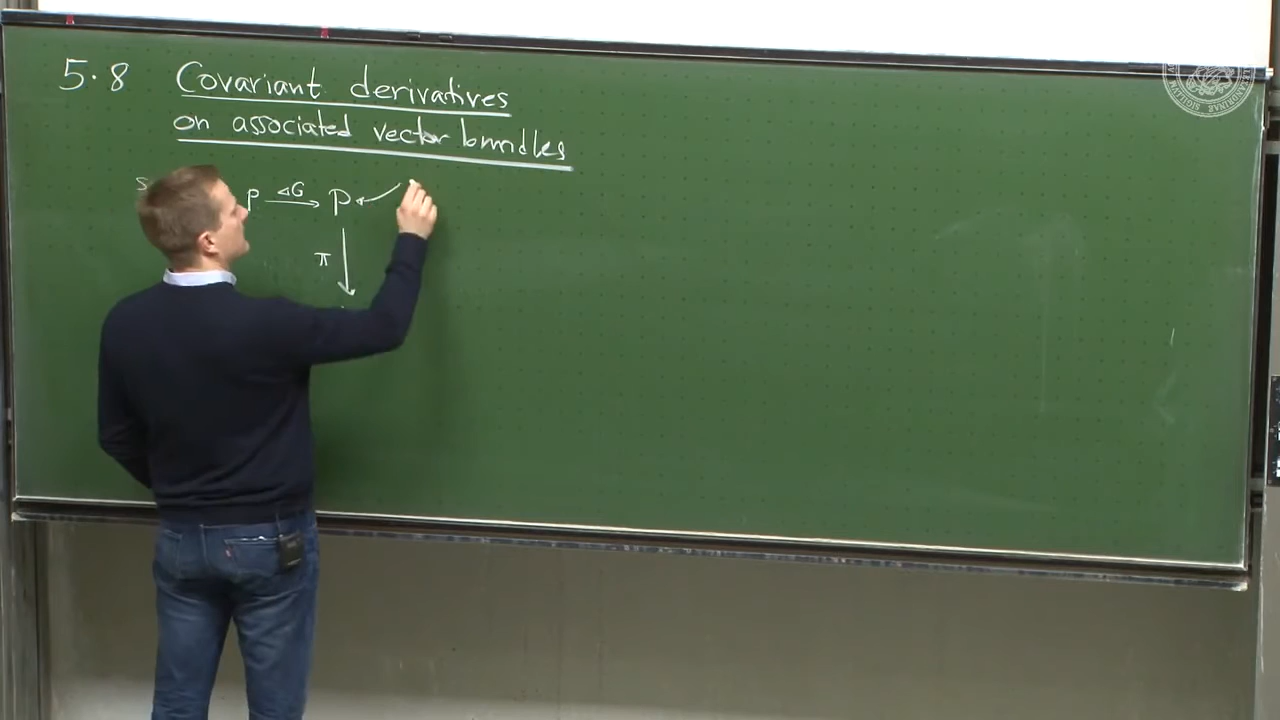 5.8 Covariant derivatives
on associated vector bundles
P ◁G P
π